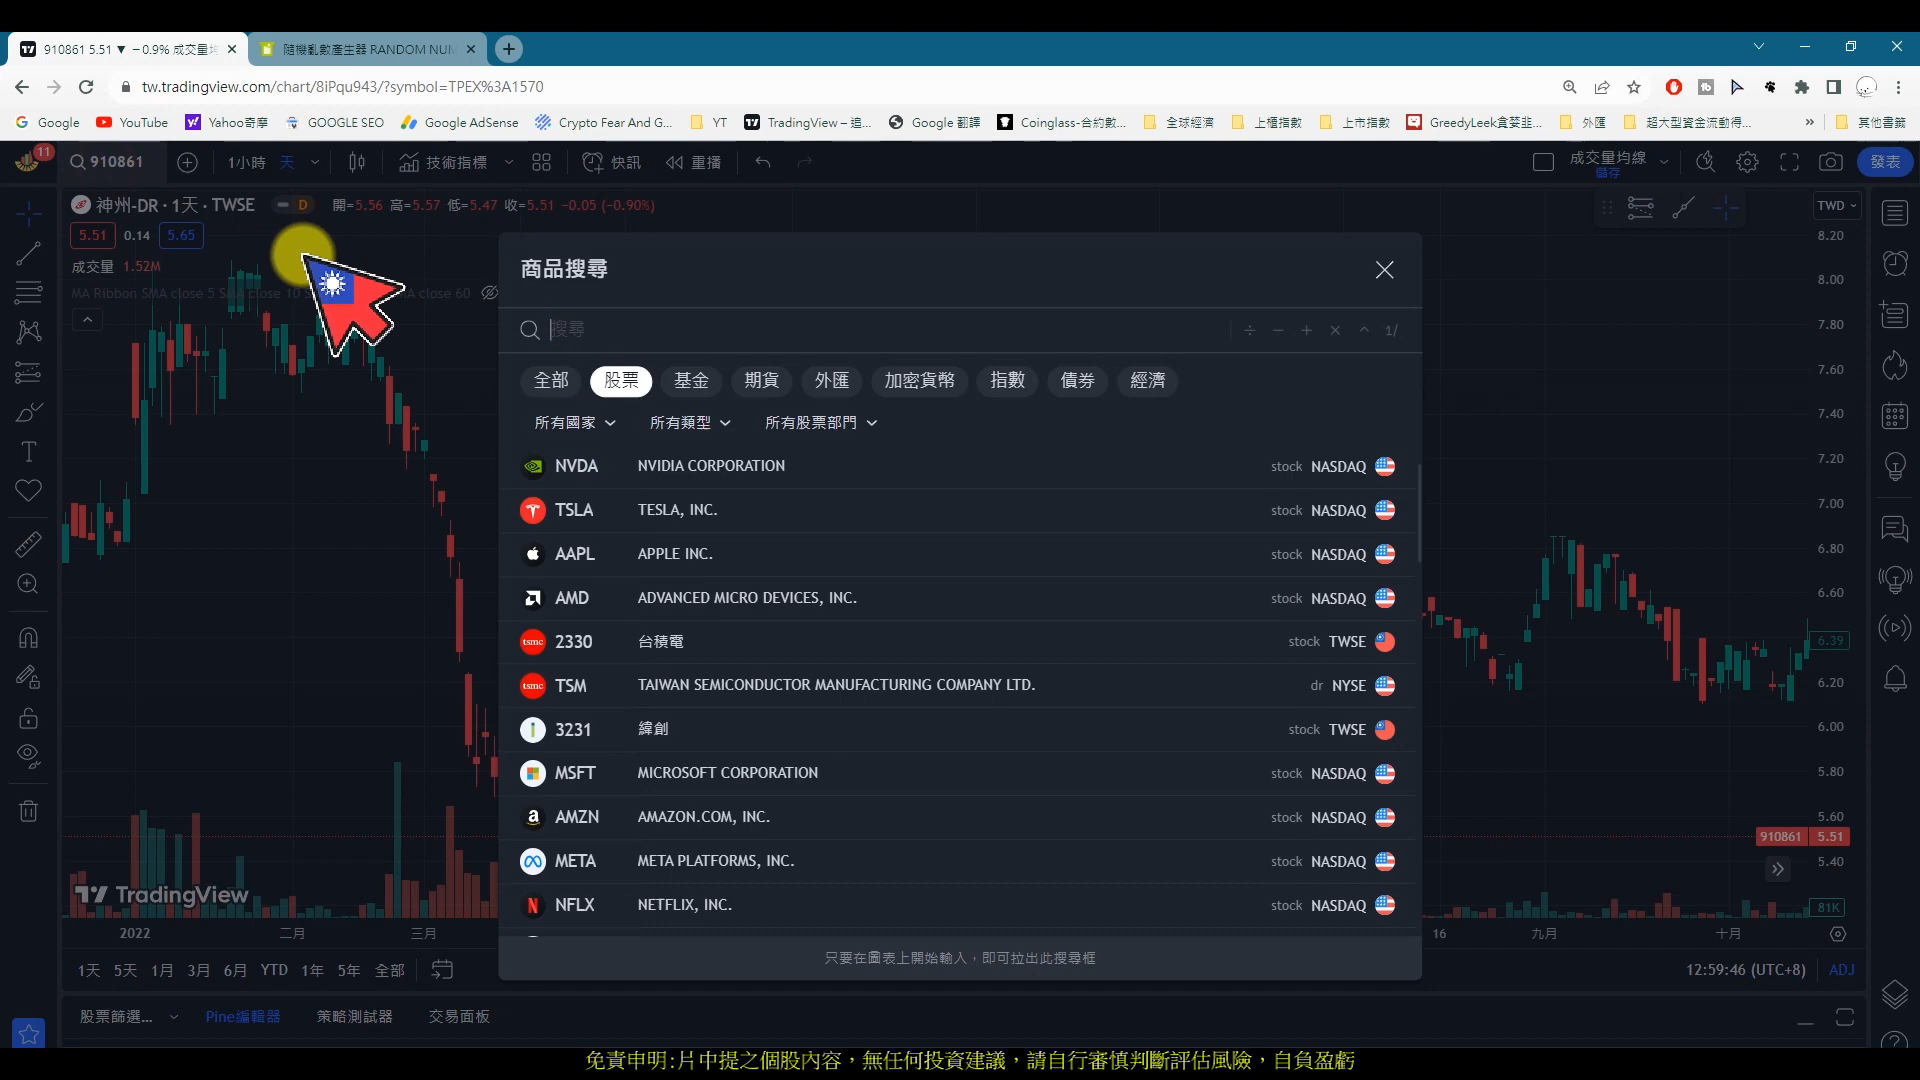 910861 5.51 ▼ −0.9% 成交量均
隨機亂數產生器 RANDOM NUM
tw.tradingview.com/chart/8iPqu943/?symbol=TPEX%3A1570
Google YouTube Yahoo奇摩 GOOGLE SEO Google AdSense Crypto Fear And G... YT TradingView – 追... Google 翻譯 Coinglass-合約數... 全球經濟 上櫃指數 上市指數 GreedyLeek貪婪韭... 外匯 超大型資金流動得... » 其他書籤
11
910861 1小時 天 技術指標 快訊 重播 成交量均線 發表
儲存
神州-DR · 1天 · TWSE D 開=5.56 高=5.57 低=5.47 收=5.51 −0.05 (−0.90%)
TWD
5.51 0.14 5.65
成交量 1.52M
MA Ribbon SMA close 5 SMA close 10 S A close 60
商品搜尋
搜尋
÷ − + × ^ 1/
全部 股票 基金 期貨 外匯 加密貨幣 指數 債券 經濟
所有國家 所有類型 所有股票部門
NVDA NVIDIA CORPORATION stock NASDAQ
TSLA TESLA, INC. stock NASDAQ
AAPL APPLE INC. stock NASDAQ
AMD ADVANCED MICRO DEVICES, INC. stock NASDAQ
tsmc 2330 台積電 stock TWSE
tsmc TSM TAIWAN SEMICONDUCTOR MANUFACTURING COMPANY LTD. dr NYSE
3231 緯創 stock TWSE
MSFT MICROSOFT CORPORATION stock NASDAQ
AMZN AMAZON.COM, INC. stock NASDAQ
META META PLATFORMS, INC. stock NASDAQ
NFLX NETFLIX, INC. stock NASDAQ
只要在圖表上開始輸入，即可拉出此搜尋框
8.20
8.00
7.80
7.60
7.40
7.20
7.00
6.80
6.60
6.39
6.20
6.00
5.80
5.60
910861 5.51
5.40
81K
TradingView
2022 二月 三月 16 九月 十月
1天 5天 1月 3月 6月 YTD 1年 5年 全部 12:59:46 (UTC+8) ADJ
股票篩選... Pine編輯器 策略測試器 交易面板
免責申明:片中提之個股內容，無任何投資建議，請自行審慎判斷評估風險，自負盈虧